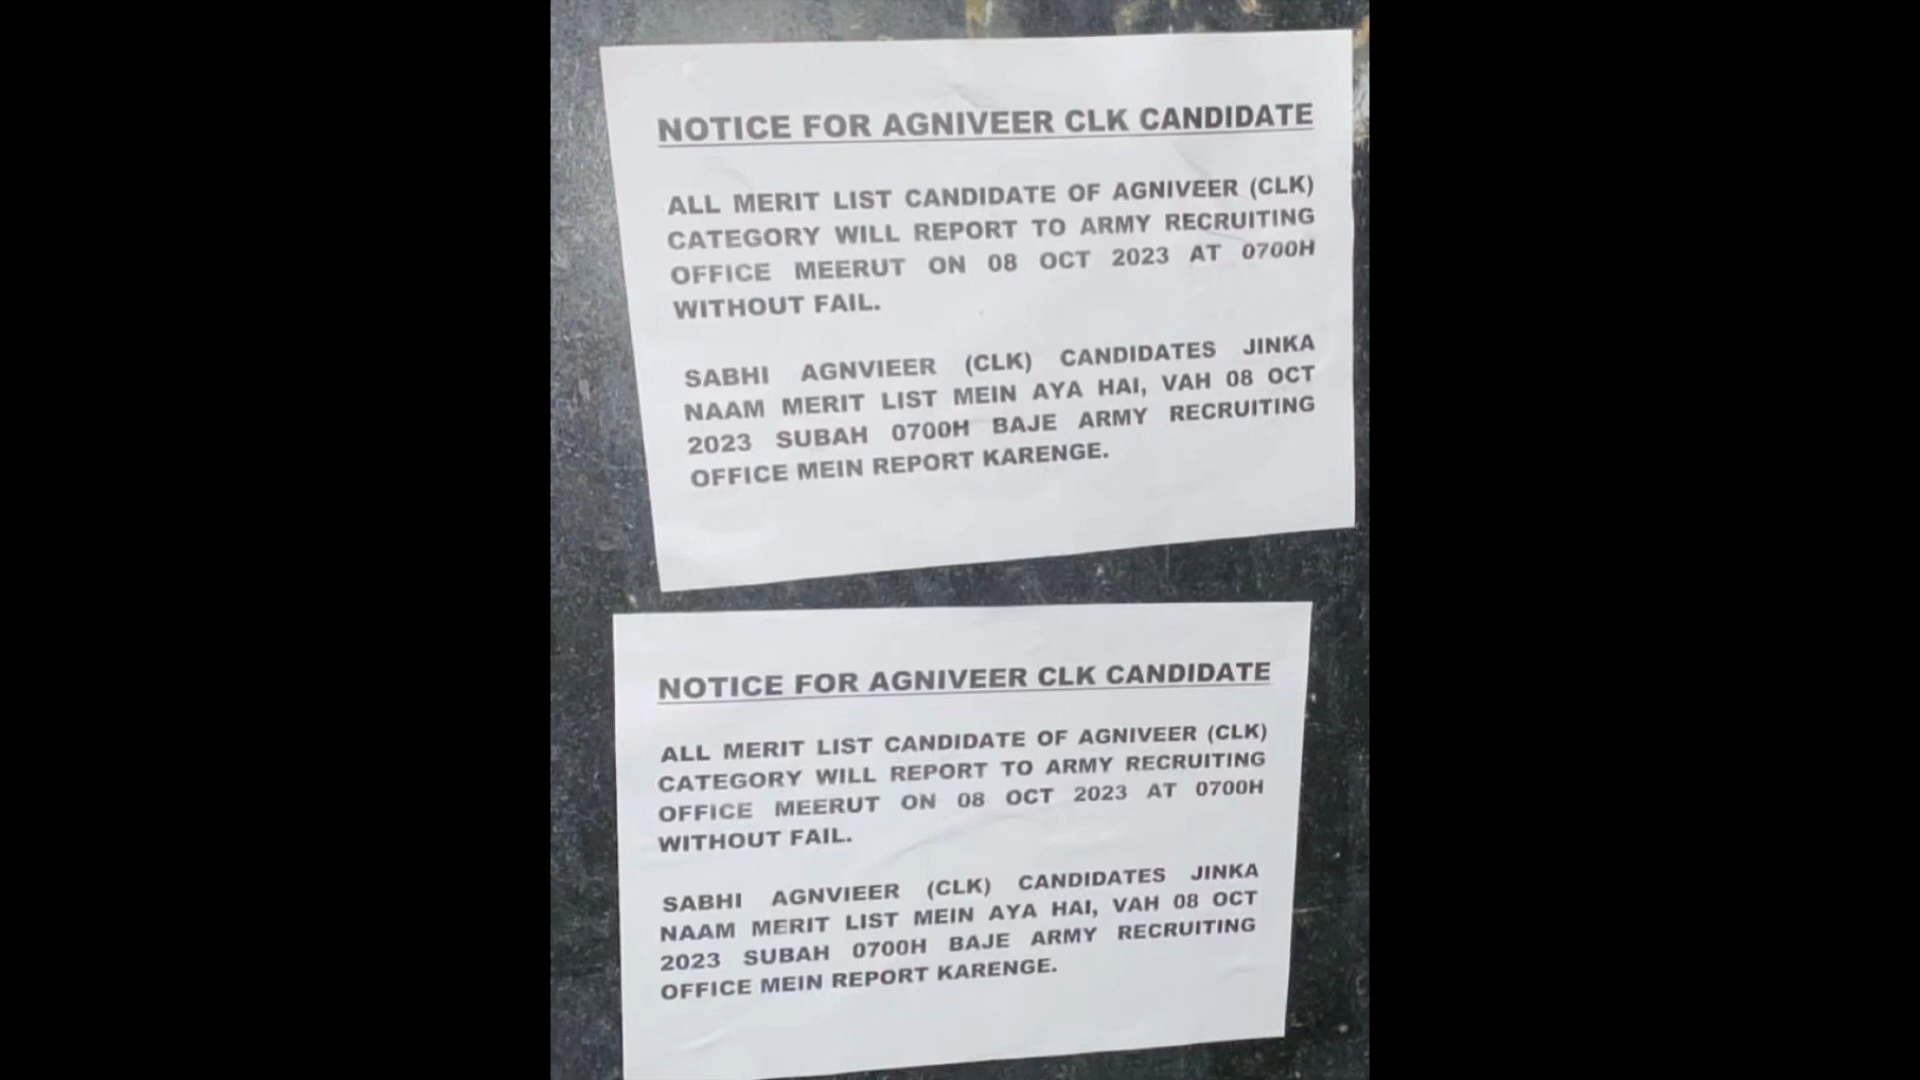 NOTICE FOR AGNIVEER CLK CANDIDATE
ALL MERIT LIST CANDIDATE OF AGNIVEER (CLK)
CATEGORY WILL REPORT TO ARMY RECRUITING
OFFICE MEERUT ON 08 OCT 2023 AT 0700H
WITHOUT FAIL.
SABHI AGNVIEER (CLK) CANDIDATES JINKA
NAAM MERIT LIST MEIN AYA HAI, VAH 08 OCT
2023 SUBAH 0700H BAJE ARMY RECRUITING
OFFICE MEIN REPORT KARENGE.
NOTICE FOR AGNIVEER CLK CANDIDATE
ALL MERIT LIST CANDIDATE OF AGNIVEER (CLK)
CATEGORY WILL REPORT TO ARMY RECRUITING
OFFICE MEERUT ON 08 OCT 2023 AT 0700H
WITHOUT FAIL.
SABHI AGNVIEER (CLK) CANDIDATES JINKA
NAAM MERIT LIST MEIN AYA HAI, VAH 08 OCT
2023 SUBAH 0700H BAJE ARMY RECRUITING
OFFICE MEIN REPORT KARENGE.